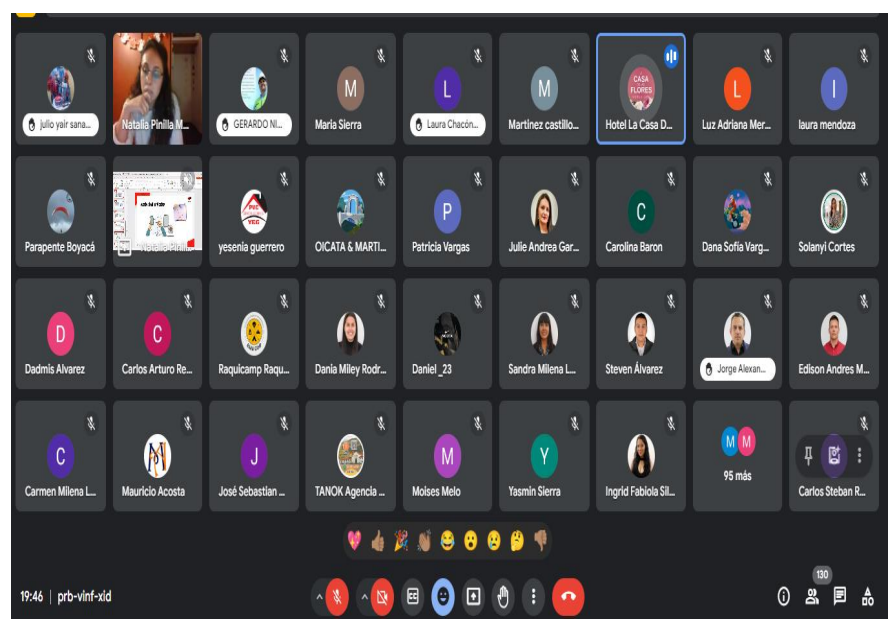 julio yair sana...
Natalia Pinilla M...
GERARDO NI...
M
Maria Sierra
L
Laura Chacón...
M
Martinez castillo...
CASA
FLORES
Hotel La Casa D...
L
Luz Adriana Mer...
l
laura mendoza
Parapente Boyacá
Natalia Pinill...
yesenia guerrero
OICATA & MARTI...
P
Patricia Vargas
Julie Andrea Gar...
C
Carolina Baron
Dana Sofía Varg...
Solanyi Cortes
D
Dadmis Alvarez
C
Carlos Arturo Re...
Raquicamp Raqu...
Dania Miley Rodr...
Daniel _23
Sandra Milena L...
Steven Álvarez
Jorge Alexan...
Edison Andres M...
C
Carmen Milena L...
Mauricio Acosta
J
José Sebastian ...
TANOK Agencia ...
M
Moises Melo
Y
Yasmin Sierra
Ingrid Fabiola Sil...
M M
95 más
Carlos Steban R...
19:46 | prb-vinf-xid
CC
130